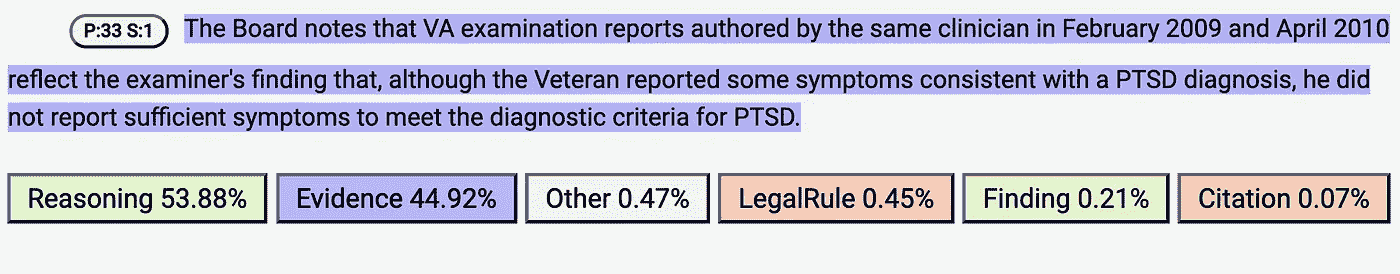 P:33 S:1 The Board notes that VA examination reports authored by the same clinician in February 2009 and April 2010
reflect the examiner's finding that, although the Veteran reported some symptoms consistent with a PTSD diagnosis, he did
not report sufficient symptoms to meet the diagnostic criteria for PTSD.
Reasoning 53.88% Evidence 44.92% Other 0.47% LegalRule 0.45% Finding 0.21% Citation 0.07%